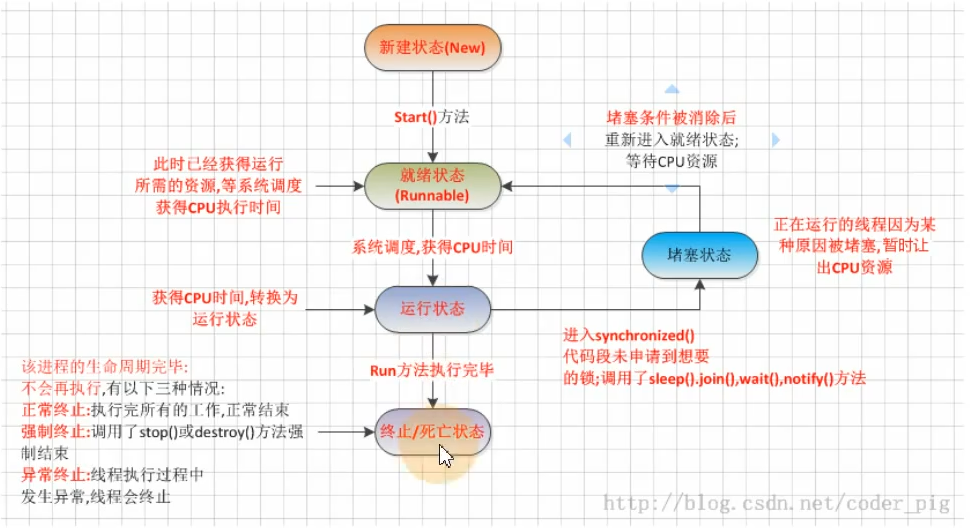 新建状态(New)
Start()方法
堵塞条件被消除后
重新进入就绪状态;
等待CPU资源
此时已经获得运行
所需的资源,等系统调度
获得CPU执行时间
就绪状态
(Runnable)
正在运行的线程因为某
种原因被堵塞,暂时让
出CPU资源
堵塞状态
系统调度,获得CPU时间
获得CPU时间,转换为
运行状态
运行状态
进入synchronized()
代码段未申请到想要
的锁;调用了sleep().join(),wait(),notify()方法
Run方法执行完毕
该进程的生命周期完毕:
不会再执行,有以下三种情况:
正常终止:执行完所有的工作,正常结束
强制终止:调用了stop()或destroy()方法强
制结束
异常终止:线程执行过程中
发生异常,线程会终止
终止/死亡状态
http://blog.csdn.net/coder_pig